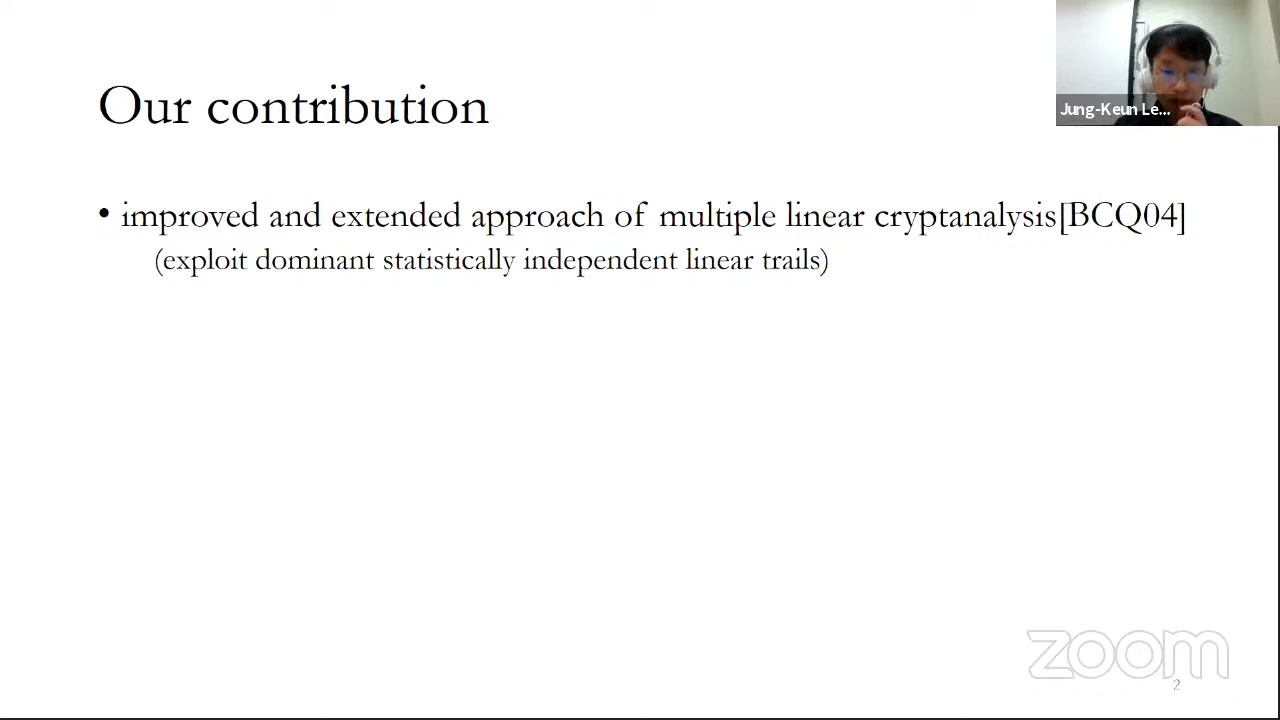 Our contribution
Jung-Keun Le...
• improved and extended approach of multiple linear cryptanalysis[BCQ04]
(exploit dominant statistically independent linear trails)
zoom
2